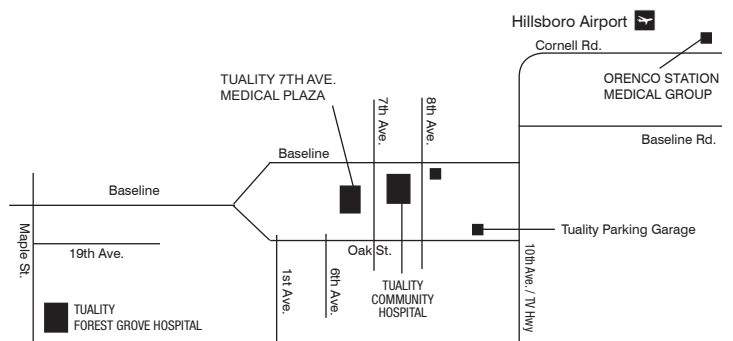 Hillsboro Airport
Cornell Rd.
TUALITY 7TH AVE.
MEDICAL PLAZA
ORENCO STATION
MEDICAL GROUP
7th Ave.
8th Ave.
Baseline Rd.
Baseline
Baseline
Maple St.
19th Ave.
Tuality Parking Garage
Oak St.
1st Ave.
6th Ave.
TUALITY
COMMUNITY
HOSPITAL
10th Ave. / TV Hwy
TUALITY
FOREST GROVE HOSPITAL